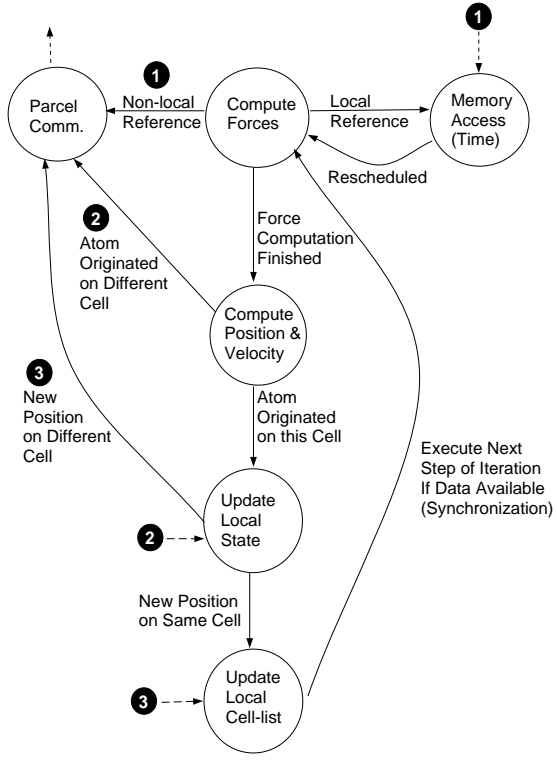 1
1
Parcel
Comm.
Non-local
Reference
Compute
Forces
Local
Reference
Memory
Access
(Time)
Rescheduled
2
Atom
Originated
on Different
Cell
Force
Computation
Finished
Compute
Position &
Velocity
3
New
Position
on Different
Cell
Atom
Originated
on this Cell
Execute Next
Step of Iteration
If Data Available
(Synchronization)
Update
Local
State
2
New Position
on Same Cell
Update
Local
Cell-list
3